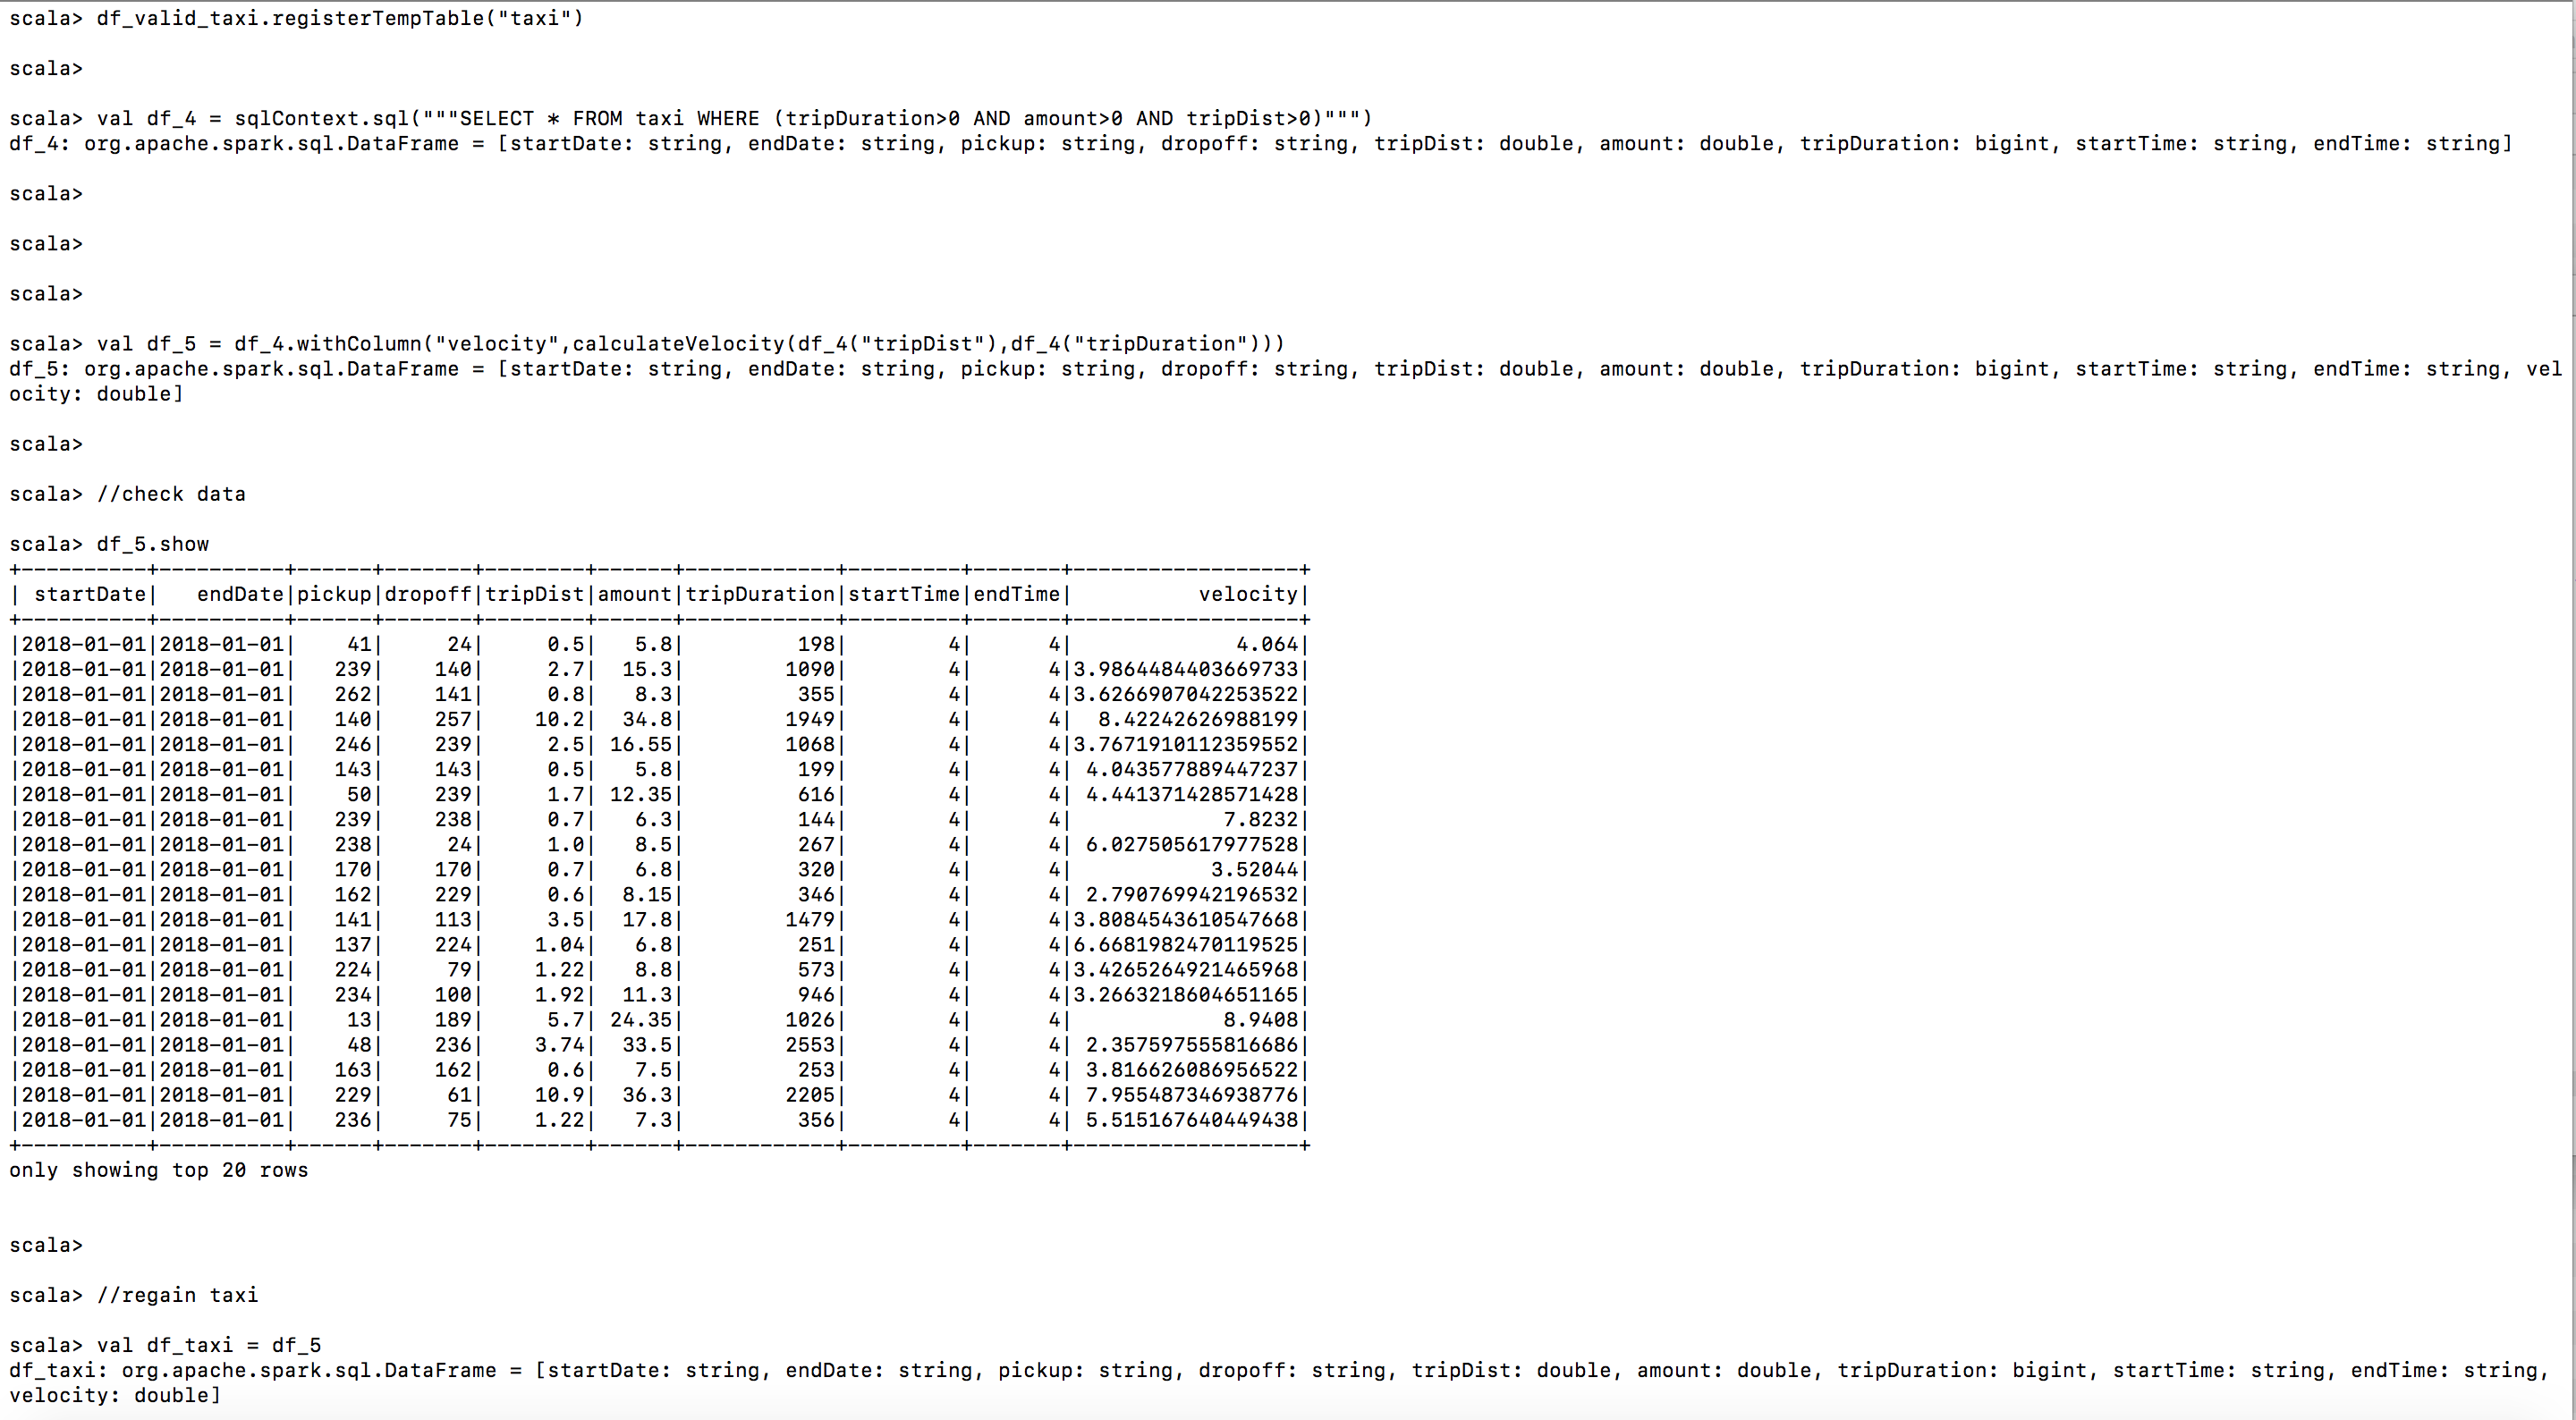 scala> df_valid_taxi.registerTempTable("taxi")
scala>
scala> val df_4 = sqlContext.sql("""SELECT * FROM taxi WHERE (tripDuration>0 AND amount>0 AND tripDist>0)""")
df_4: org.apache.spark.sql.DataFrame = [startDate: string, endDate: string, pickup: string, dropoff: string, tripDist: double, amount: double, tripDuration: bigint, startTime: string, endTime: string]
scala>
scala>
scala>
scala> val df_5 = df_4.withColumn("velocity",calculateVelocity(df_4("tripDist"),df_4("tripDuration")))
df_5: org.apache.spark.sql.DataFrame = [startDate: string, endDate: string, pickup: string, dropoff: string, tripDist: double, amount: double, tripDuration: bigint, startTime: string, endTime: string, vel
ocity: double]
scala>
scala> //check data
scala> df_5.show
+----------+----------+------+-------+--------+------+------------+---------+-------+------------------+
| startDate|   endDate|pickup|dropoff|tripDist|amount|tripDuration|startTime|endTime|          velocity|
+----------+----------+------+-------+--------+------+------------+---------+-------+------------------+
|2018-01-01|2018-01-01|    41|     24|     0.5|   5.8|         198|        4|      4|             4.064|
|2018-01-01|2018-01-01|   239|    140|     2.7|  15.3|        1090|        4|      4|3.9864484403669733|
|2018-01-01|2018-01-01|   262|    141|     0.8|   8.3|         355|        4|      4|3.6266907042253522|
|2018-01-01|2018-01-01|   140|    257|    10.2|  34.8|        1949|        4|      4|  8.42242626988199|
|2018-01-01|2018-01-01|   246|    239|     2.5| 16.55|        1068|        4|      4|3.7671910112359552|
|2018-01-01|2018-01-01|   143|    143|     0.5|   5.8|         199|        4|      4| 4.043577889447237|
|2018-01-01|2018-01-01|    50|    239|     1.7| 12.35|         616|        4|      4| 4.441371428571428|
|2018-01-01|2018-01-01|   239|    238|     0.7|   6.3|         144|        4|      4|            7.8232|
|2018-01-01|2018-01-01|   238|     24|     1.0|   8.5|         267|        4|      4| 6.027505617977528|
|2018-01-01|2018-01-01|   170|    170|     0.7|   6.8|         320|        4|      4|           3.52044|
|2018-01-01|2018-01-01|   162|    229|     0.6|  8.15|         346|        4|      4| 2.790769942196532|
|2018-01-01|2018-01-01|   141|    113|     3.5|  17.8|        1479|        4|      4|3.8084543610547668|
|2018-01-01|2018-01-01|   137|    224|    1.04|   6.8|         251|        4|      4|6.6681982470119525|
|2018-01-01|2018-01-01|   224|     79|    1.22|   8.8|         573|        4|      4|3.4265264921465968|
|2018-01-01|2018-01-01|   234|    100|    1.92|  11.3|         946|        4|      4|3.2663218604651165|
|2018-01-01|2018-01-01|    13|    189|     5.7| 24.35|        1026|        4|      4|            8.9408|
|2018-01-01|2018-01-01|    48|    236|    3.74|  33.5|        2553|        4|      4| 2.357597555816686|
|2018-01-01|2018-01-01|   163|    162|     0.6|   7.5|         253|        4|      4| 3.816626086956522|
|2018-01-01|2018-01-01|   229|     61|    10.9|  36.3|        2205|        4|      4| 7.955487346938776|
|2018-01-01|2018-01-01|   236|     75|    1.22|   7.3|         356|        4|      4| 5.515167640449438|
+----------+----------+------+-------+--------+------+------------+---------+-------+------------------+
only showing top 20 rows
scala>
scala> //regain taxi
scala> val df_taxi = df_5
df_taxi: org.apache.spark.sql.DataFrame = [startDate: string, endDate: string, pickup: string, dropoff: string, tripDist: double, amount: double, tripDuration: bigint, startTime: string, endTime: string,
velocity: double]